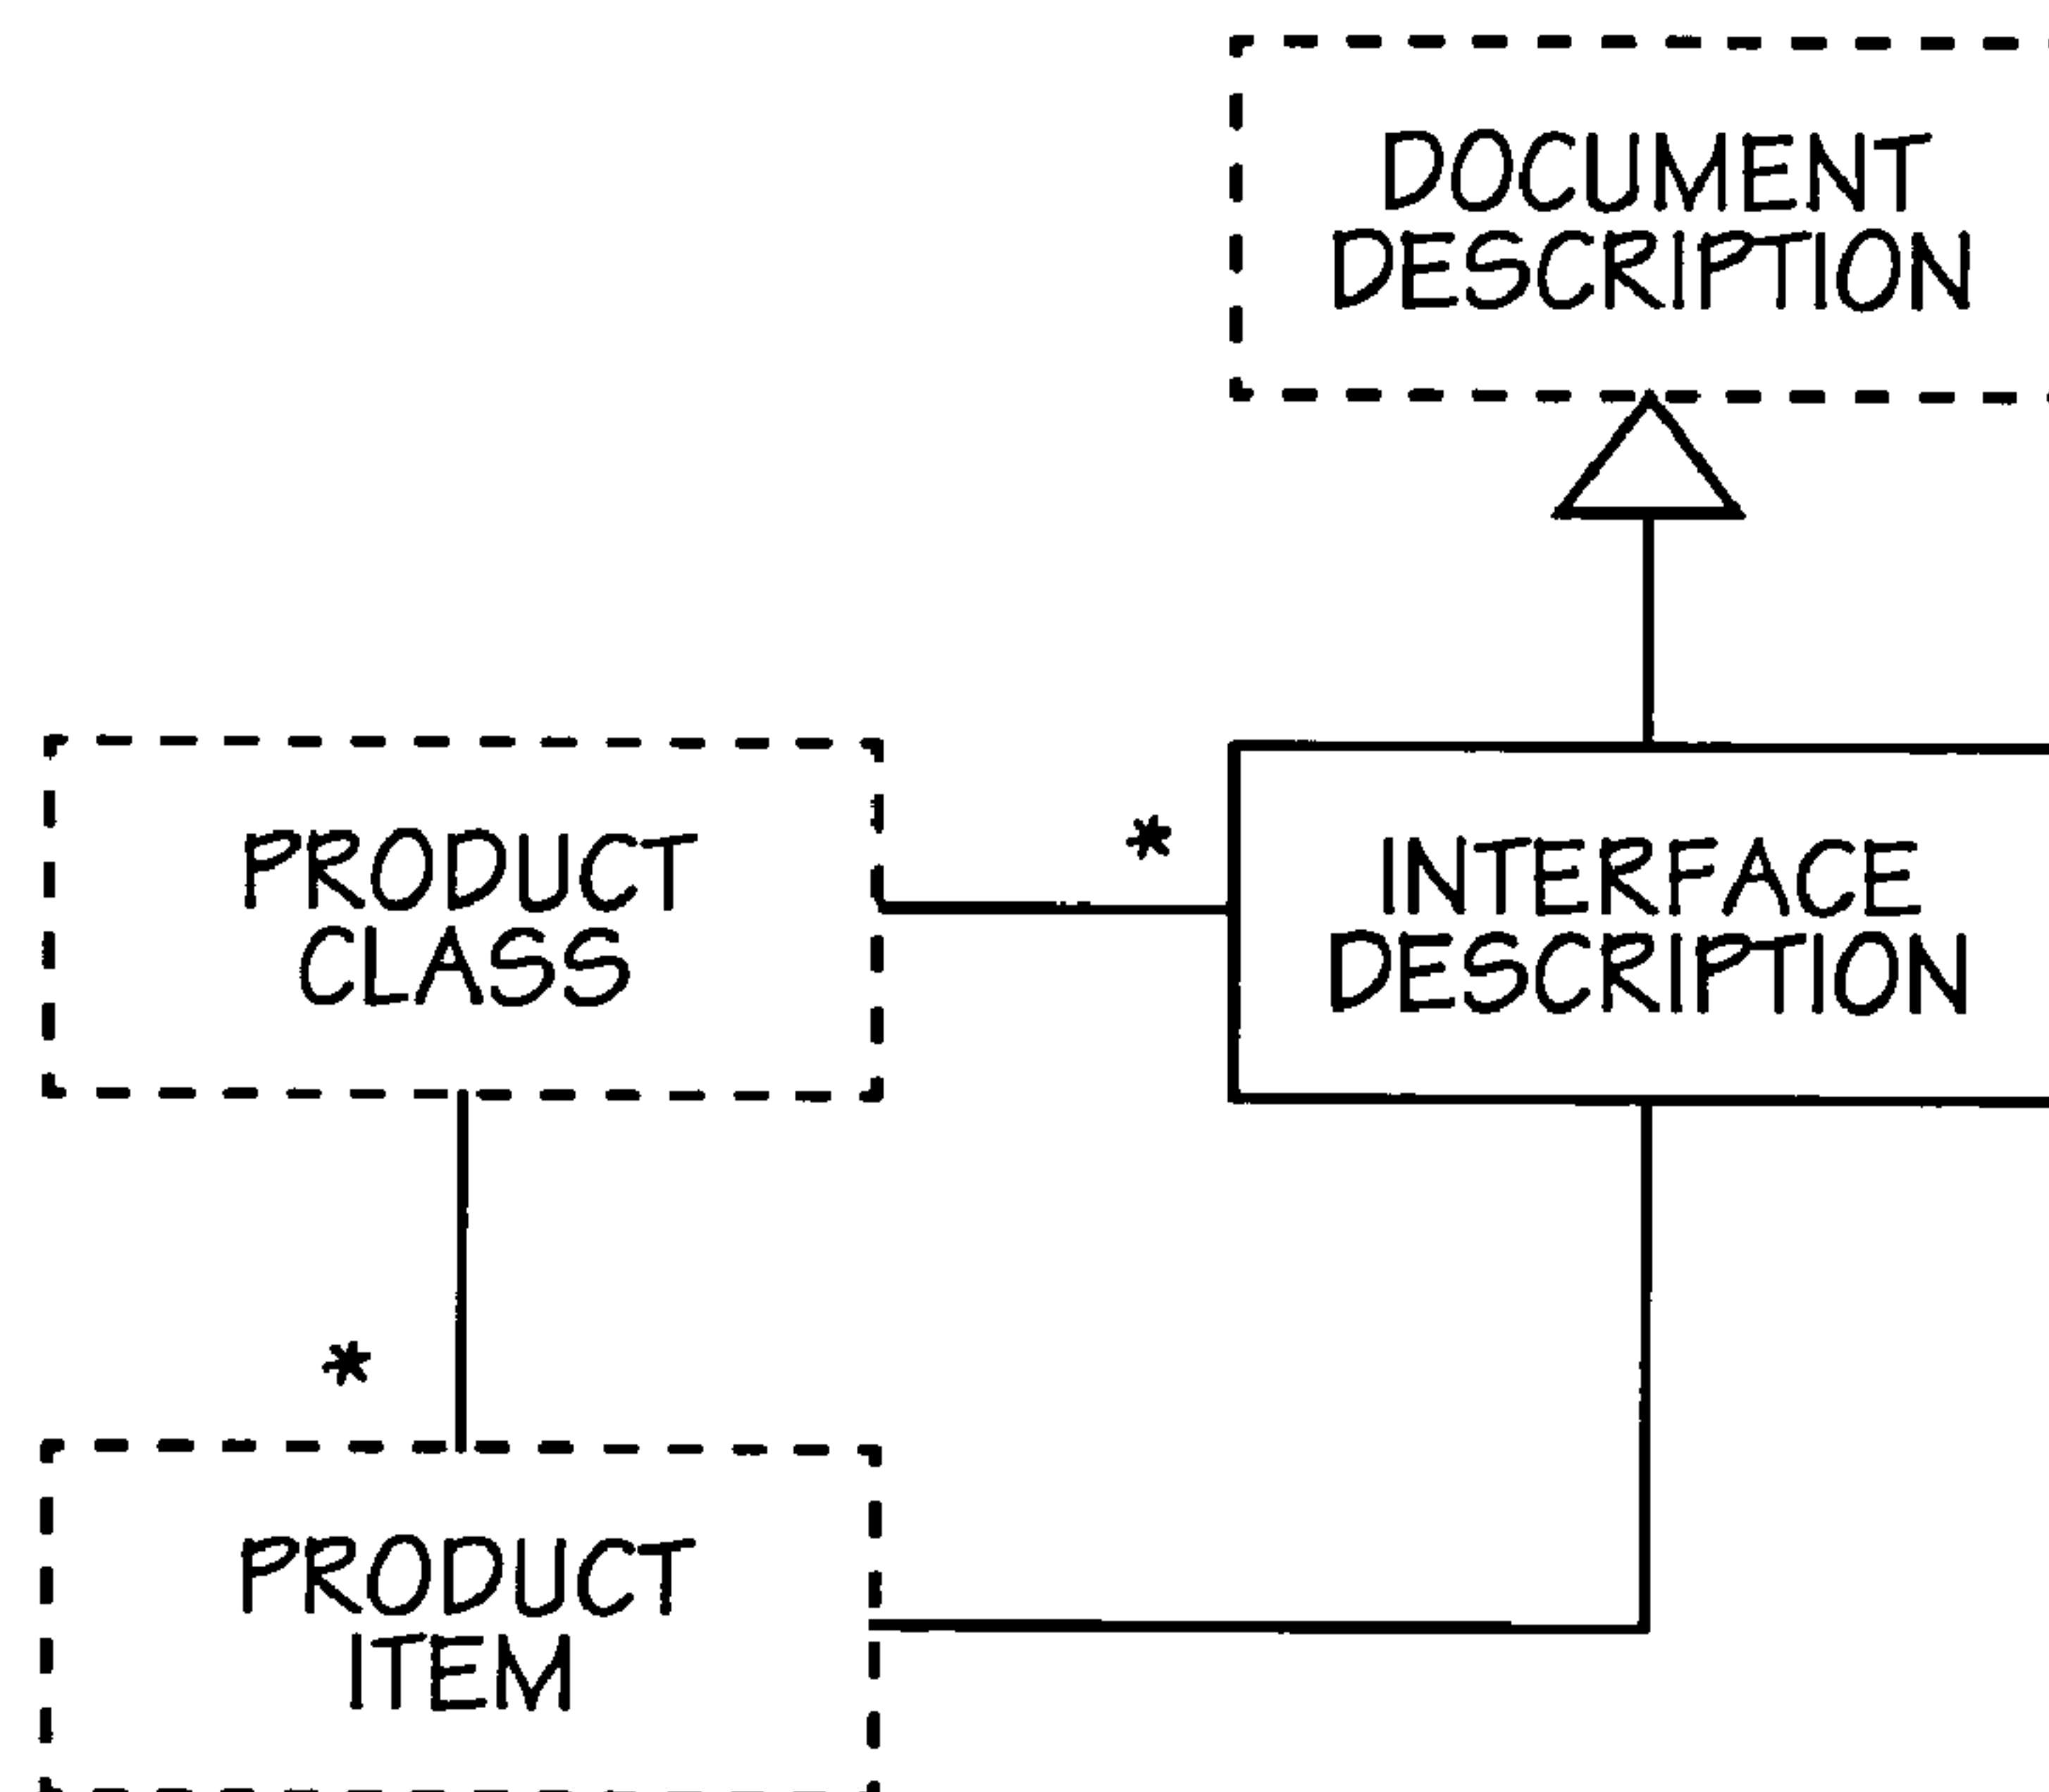 DOCUMENT
DESCRIPTION
PRODUCT
CLASS
*
INTERFACE
DESCRIPTION
*
PRODUCT
ITEM